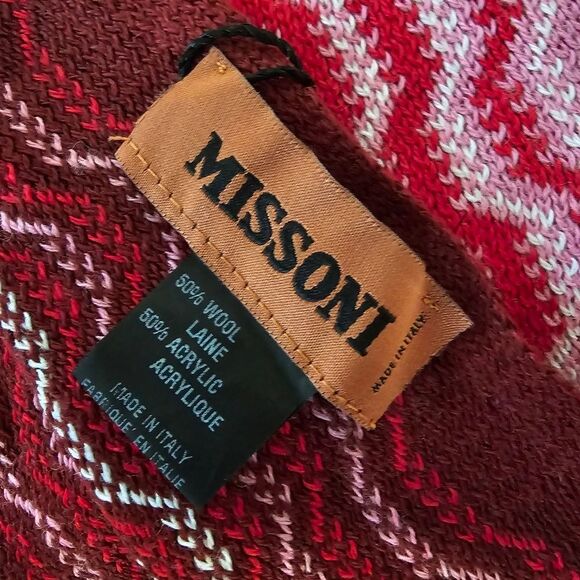 MISSONI
MADE IN ITALY
50% WOOL
LAINE
50% ACRYLIC
ACRYLIQUE
MADE IN ITALY
FABRIQUE' EN ITALIE